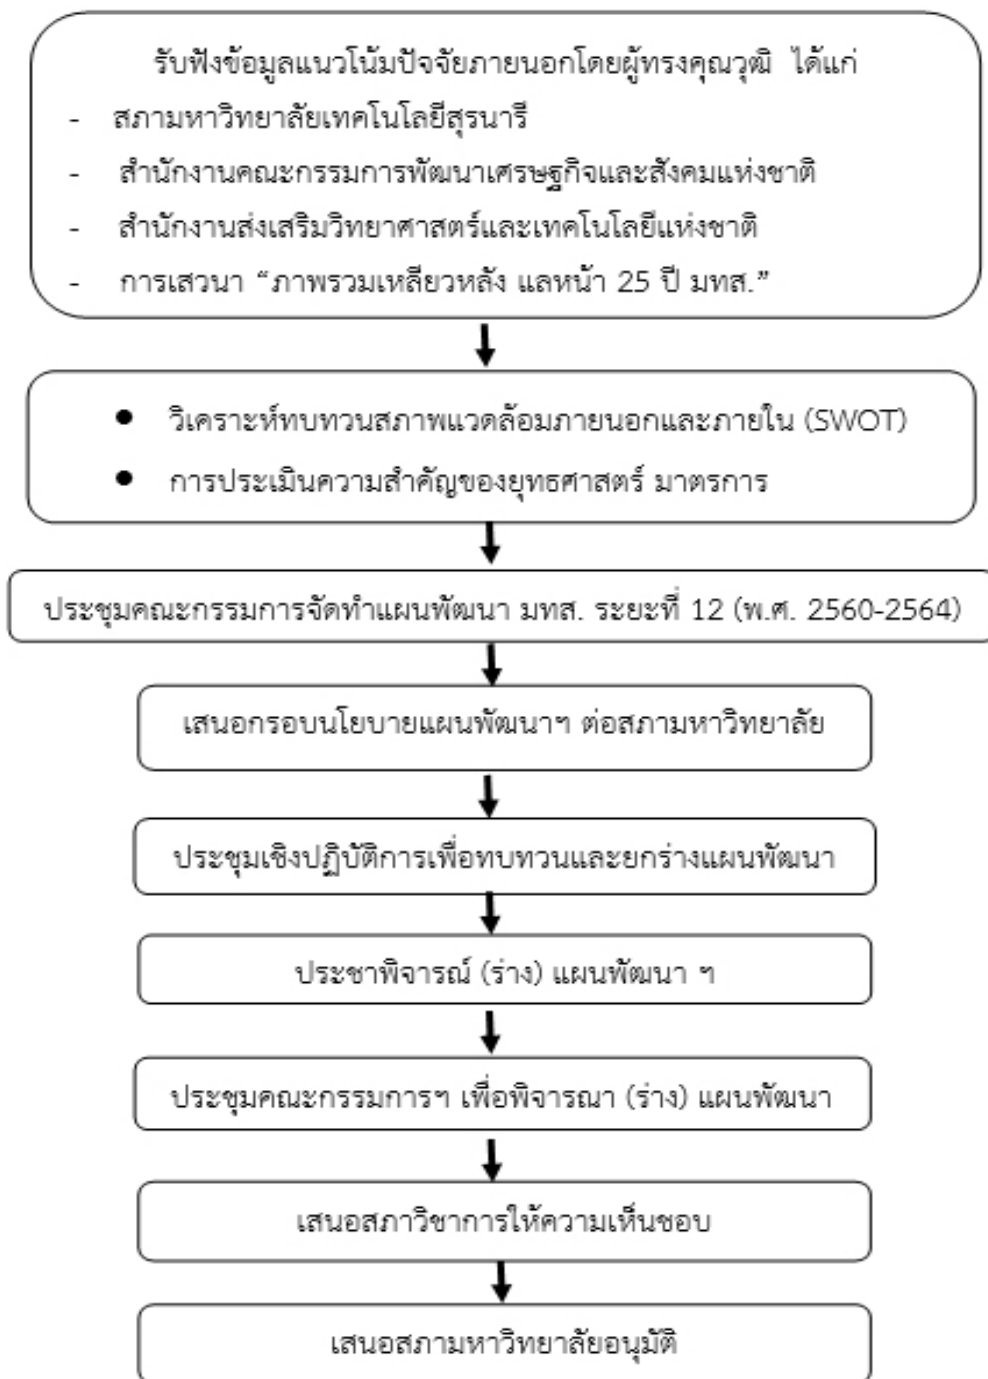 รับฟังข้อมูลแนวโน้มปัจจัยภายนอกโดยผู้ทรงคุณวุฒิ ได้แก่
- สภามหาวิทยาลัยเทคโนโลยีสุรนารี
- สำนักงานคณะกรรมการพัฒนาเศรษฐกิจและสังคมแห่งชาติ
- สำนักงานส่งเสริมวิทยาศาสตร์และเทคโนโลยีแห่งชาติ
- การเสวนา “ภาพรวมเหลียวหลัง แลหน้า 25 ปี มทส.”
● วิเคราะห์ทบทวนสภาพแวดล้อมภายนอกและภายใน (SWOT)
● การประเมินความสำคัญของยุทธศาสตร์ มาตรการ
ประชุมคณะกรรมการจัดทำแผนพัฒนา มทส. ระยะที่ 12 (พ.ศ. 2560-2564)
เสนอกรอบนโยบายแผนพัฒนาฯ ต่อสภามหาวิทยาลัย
ประชุมเชิงปฏิบัติการเพื่อทบทวนและยกร่างแผนพัฒนา
ประชาพิจารณ์ (ร่าง) แผนพัฒนา ฯ
ประชุมคณะกรรมการฯ เพื่อพิจารณา (ร่าง) แผนพัฒนา
เสนอสภาวิชาการให้ความเห็นชอบ
เสนอสภามหาวิทยาลัยอนุมัติ